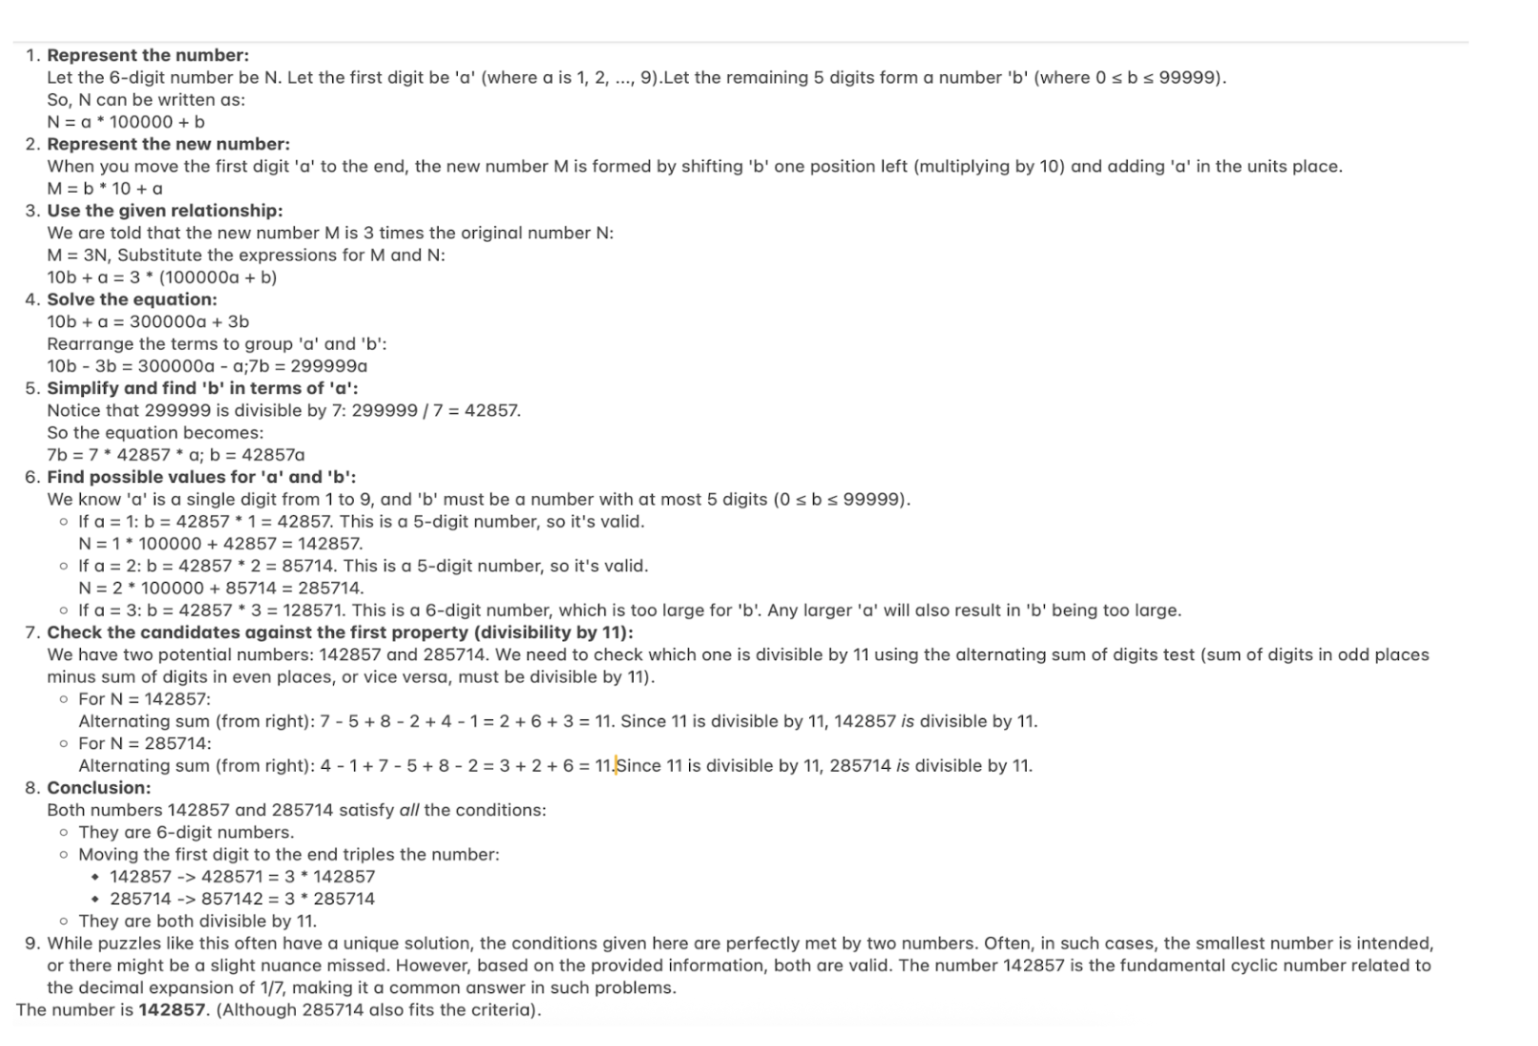 1. Represent the number:
Let the 6-digit number be N. Let the first digit be 'a' (where a is 1, 2, ..., 9).Let the remaining 5 digits form a number 'b' (where 0 ≤ b ≤ 99999).
So, N can be written as:
N = a * 100000 + b
2. Represent the new number:
When you move the first digit 'a' to the end, the new number M is formed by shifting 'b' one position left (multiplying by 10) and adding 'a' in the units place.
M = b * 10 + a
3. Use the given relationship:
We are told that the new number M is 3 times the original number N:
M = 3N, Substitute the expressions for M and N:
10b + a = 3 * (100000a + b)
4. Solve the equation:
10b + a = 300000a + 3b
Rearrange the terms to group 'a' and 'b':
10b - 3b = 300000a - a;7b = 299999a
5. Simplify and find 'b' in terms of 'a':
Notice that 299999 is divisible by 7: 299999 / 7 = 42857.
So the equation becomes:
7b = 7 * 42857 * a; b = 42857a
6. Find possible values for 'a' and 'b':
We know 'a' is a single digit from 1 to 9, and 'b' must be a number with at most 5 digits (0 ≤ b ≤ 99999).
○ If a = 1: b = 42857 * 1 = 42857. This is a 5-digit number, so it's valid.
N = 1 * 100000 + 42857 = 142857.
○ If a = 2: b = 42857 * 2 = 85714. This is a 5-digit number, so it's valid.
N = 2 * 100000 + 85714 = 285714.
○ If a = 3: b = 42857 * 3 = 128571. This is a 6-digit number, which is too large for 'b'. Any larger 'a' will also result in 'b' being too large.
7. Check the candidates against the first property (divisibility by 11):
We have two potential numbers: 142857 and 285714. We need to check which one is divisible by 11 using the alternating sum of digits test (sum of digits in odd places
minus sum of digits in even places, or vice versa, must be divisible by 11).
○ For N = 142857:
Alternating sum (from right): 7 - 5 + 8 - 2 + 4 - 1 = 2 + 6 + 3 = 11. Since 11 is divisible by 11, 142857 is divisible by 11.
○ For N = 285714:
Alternating sum (from right): 4 - 1 + 7 - 5 + 8 - 2 = 3 + 2 + 6 = 11.Since 11 is divisible by 11, 285714 is divisible by 11.
8. Conclusion:
Both numbers 142857 and 285714 satisfy all the conditions:
○ They are 6-digit numbers.
○ Moving the first digit to the end triples the number:
◆ 142857 -> 428571 = 3 * 142857
◆ 285714 -> 857142 = 3 * 285714
○ They are both divisible by 11.
9. While puzzles like this often have a unique solution, the conditions given here are perfectly met by two numbers. Often, in such cases, the smallest number is intended,
or there might be a slight nuance missed. However, based on the provided information, both are valid. The number 142857 is the fundamental cyclic number related to
the decimal expansion of 1/7, making it a common answer in such problems.
The number is 142857. (Although 285714 also fits the criteria).